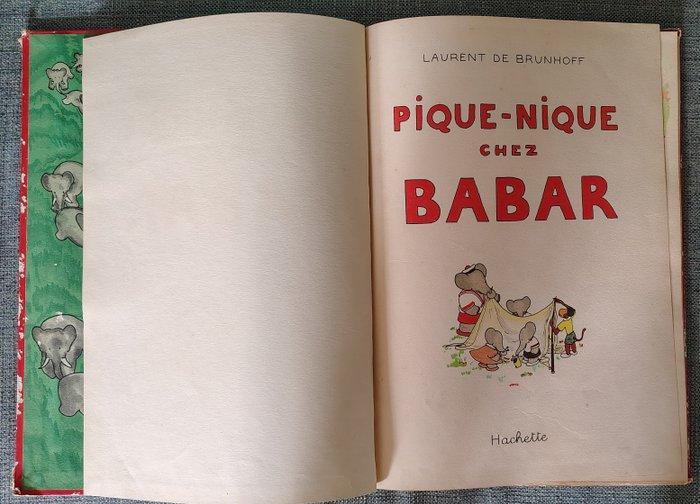 LAURENT DE BRUNHOFF
PiQUE-NiQUE
CHEZ
BABAR
Hachette